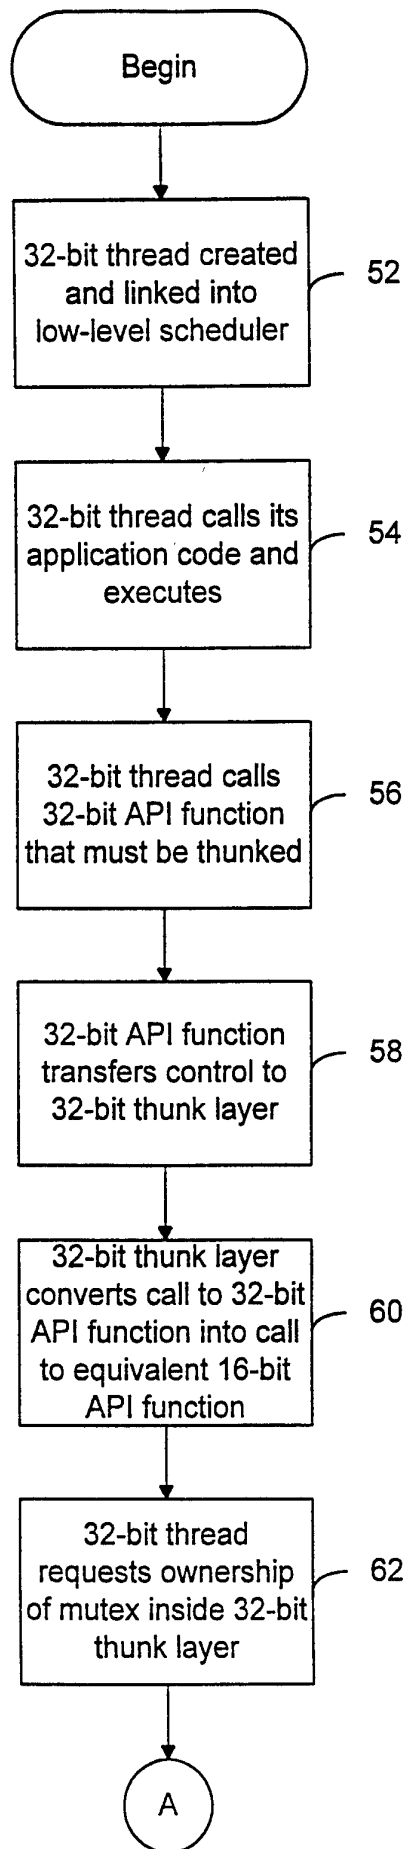 Begin
32-bit thread created
and linked into
low-level scheduler
52
32-bit thread calls its
application code and
executes
54
32-bit thread calls
32-bit API function
that must be thunked
56
32-bit API function
transfers control to
32-bit thunk layer
58
32-bit thunk layer
converts call to 32-bit
API function into call
to equivalent 16-bit
API function
60
32-bit thread
requests ownership
of mutex inside 32-bit
thunk layer
62
A